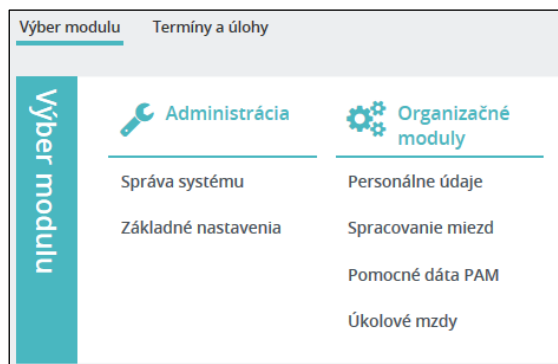 Výber modulu Termíny a úlohy
Výber modulu
Administrácia
Správa systému
Základné nastavenia
Organizačné
moduly
Personálne údaje
Spracovanie miezd
Pomocné dáta PAM
Úkolové mzdy